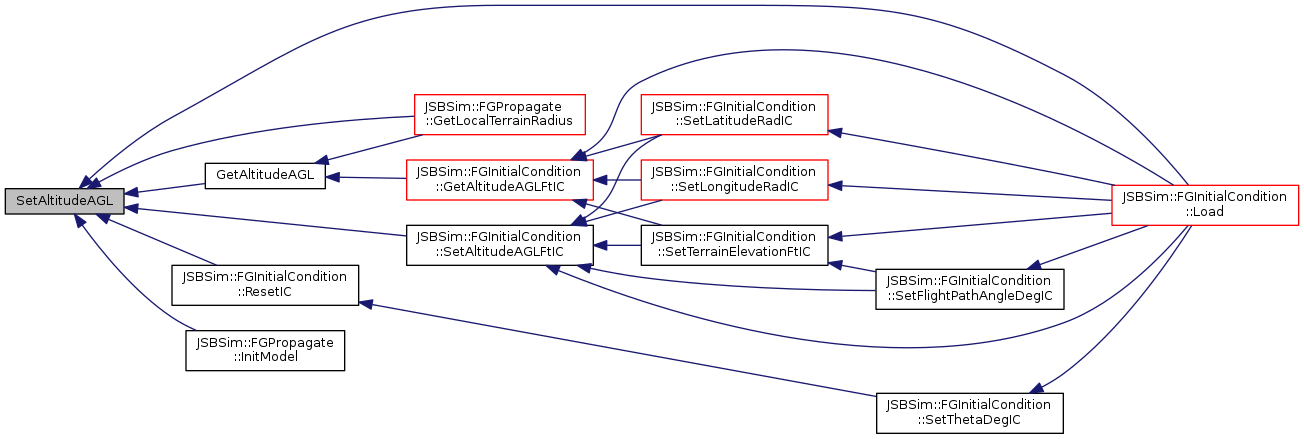 SetAltitudeAGL
JSBSim::FGPropagate
::GetLocalTerrainRadius
GetAltitudeAGL
JSBSim::FGInitialCondition
::ResetIC
JSBSim::FGPropagate
::InitModel
JSBSim::FGInitialCondition
::GetAltitudeAGLFtIC
JSBSim::FGInitialCondition
::SetAltitudeAGLFtIC
JSBSim::FGInitialCondition
::SetLatitudeRadIC
JSBSim::FGInitialCondition
::SetLongitudeRadIC
JSBSim::FGInitialCondition
::SetTerrainElevationFtIC
JSBSim::FGInitialCondition
::SetFlightPathAngleDegIC
JSBSim::FGInitialCondition
::SetThetaDegIC
JSBSim::FGInitialCondition
::Load